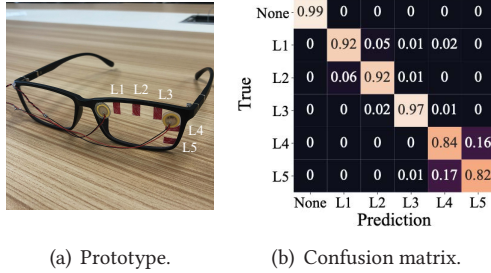 L1 L2 L3
L4
L5
(a) Prototype.
True
None 0.99 0 0 0 0 0
L1 0 0.92 0.05 0.01 0.02 0
L2 0 0.06 0.92 0.01 0 0
L3 0 0 0.02 0.97 0.01 0
L4 0 0 0 0 0.84 0.16
L5 0 0 0 0.01 0.17 0.82
None L1 L2 L3 L4 L5
Prediction
(b) Confusion matrix.